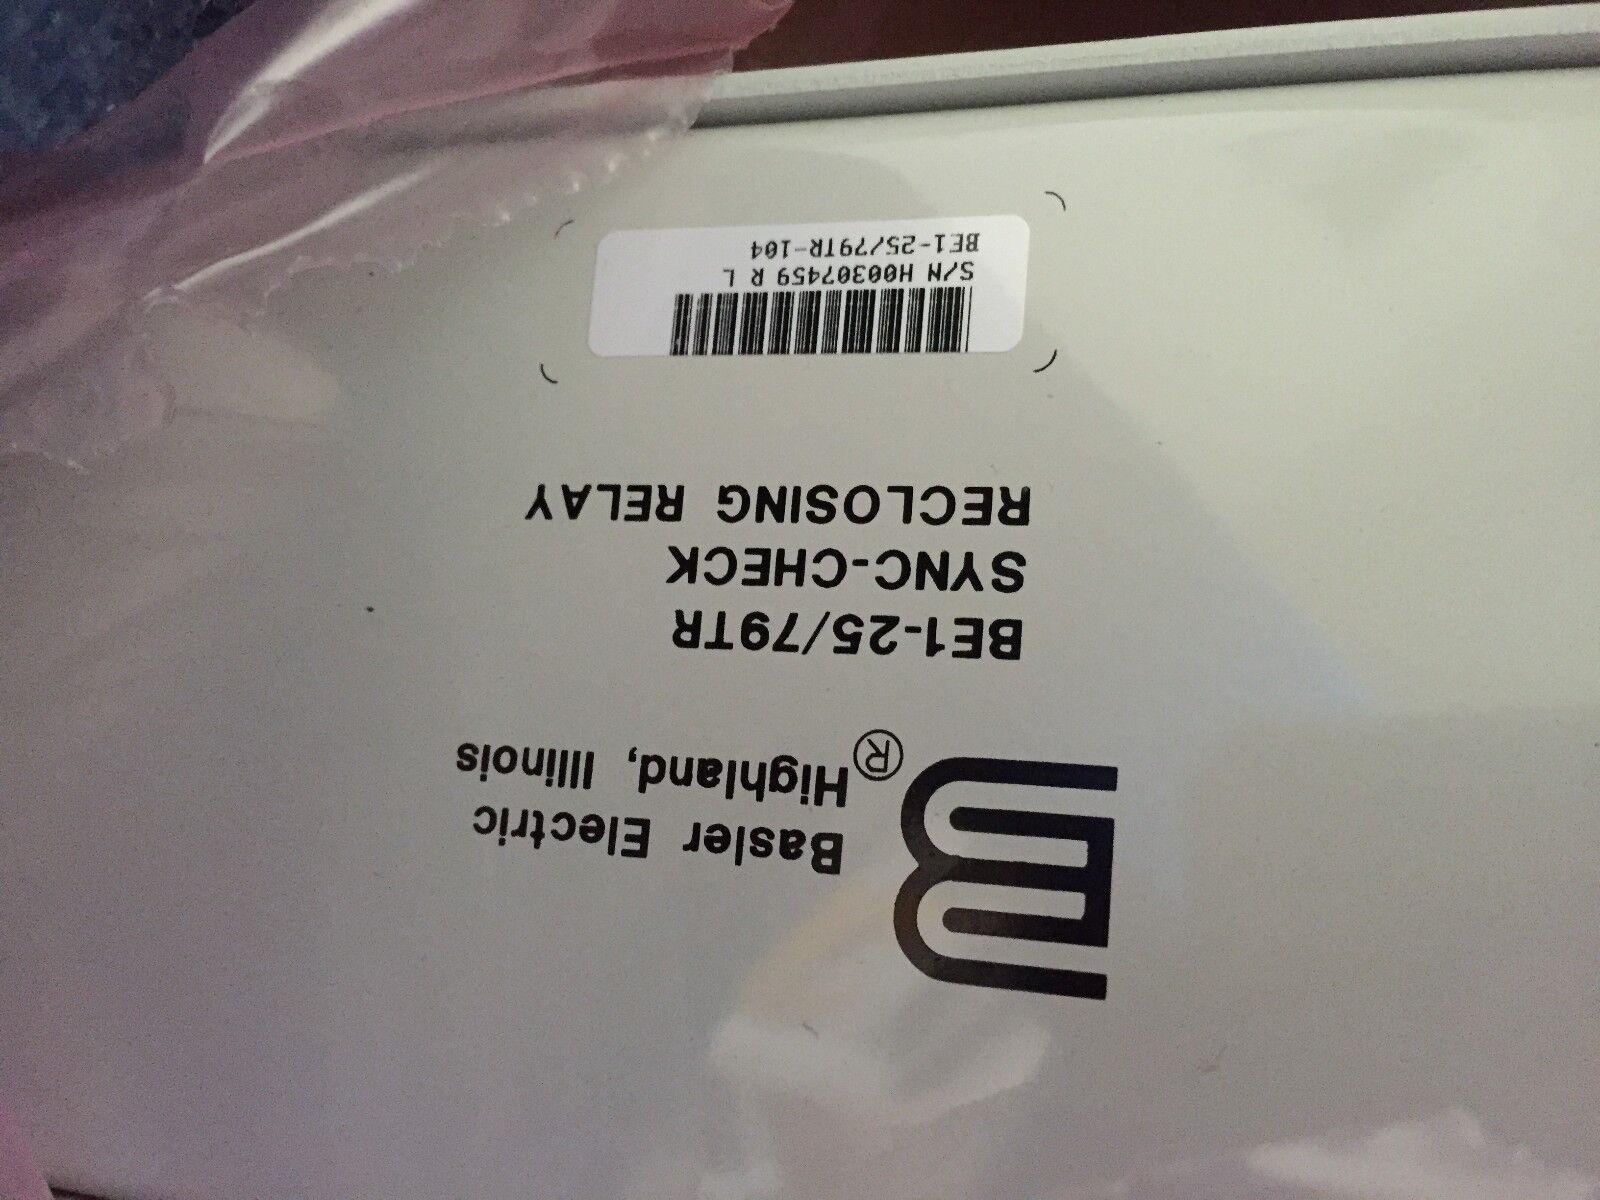 Basler Electric
Highland, Illinois
®
BE1-25/79TR
SYNC-CHECK
RECLOSING RELAY
S/N H00307459 R L
BE1-25/79TR-104